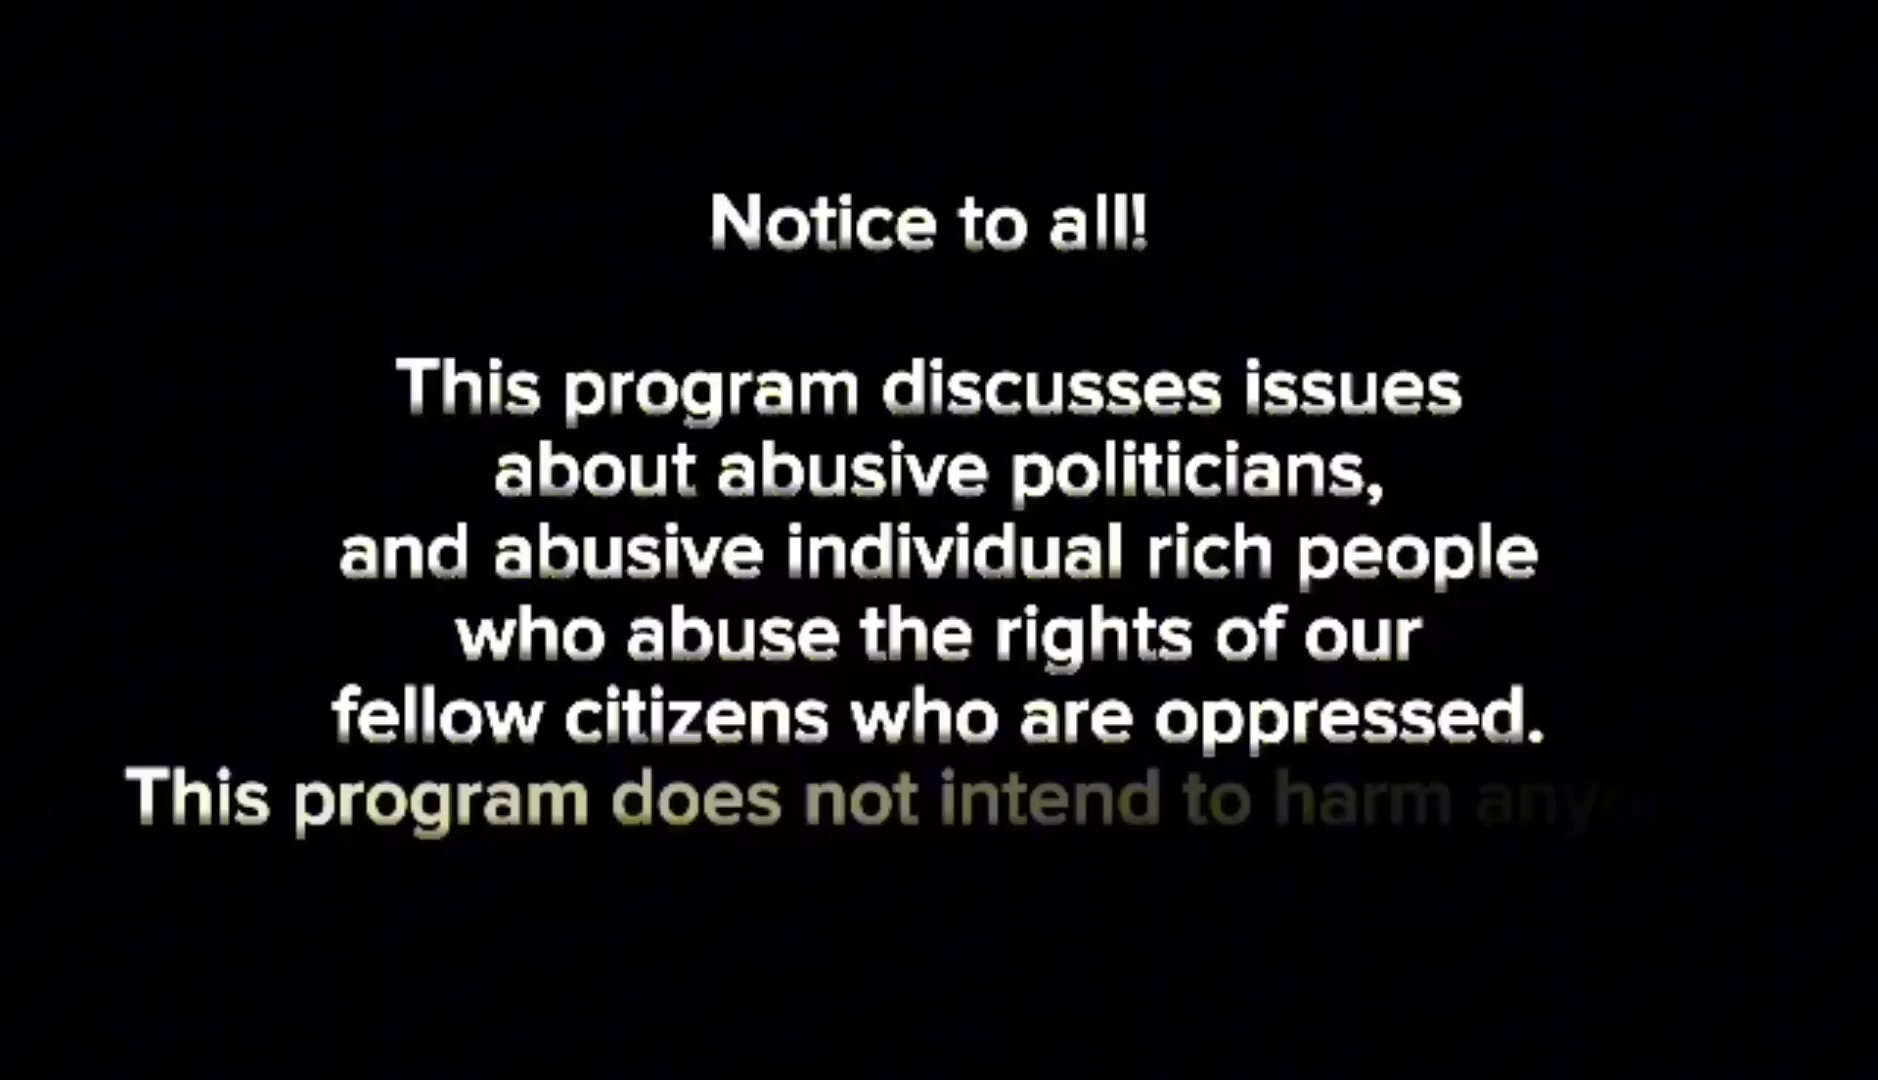 Notice to all!
This program discusses issues
about abusive politicians,
and abusive individual rich people
who abuse the rights of our
fellow citizens who are oppressed.
This program does not intend to harm